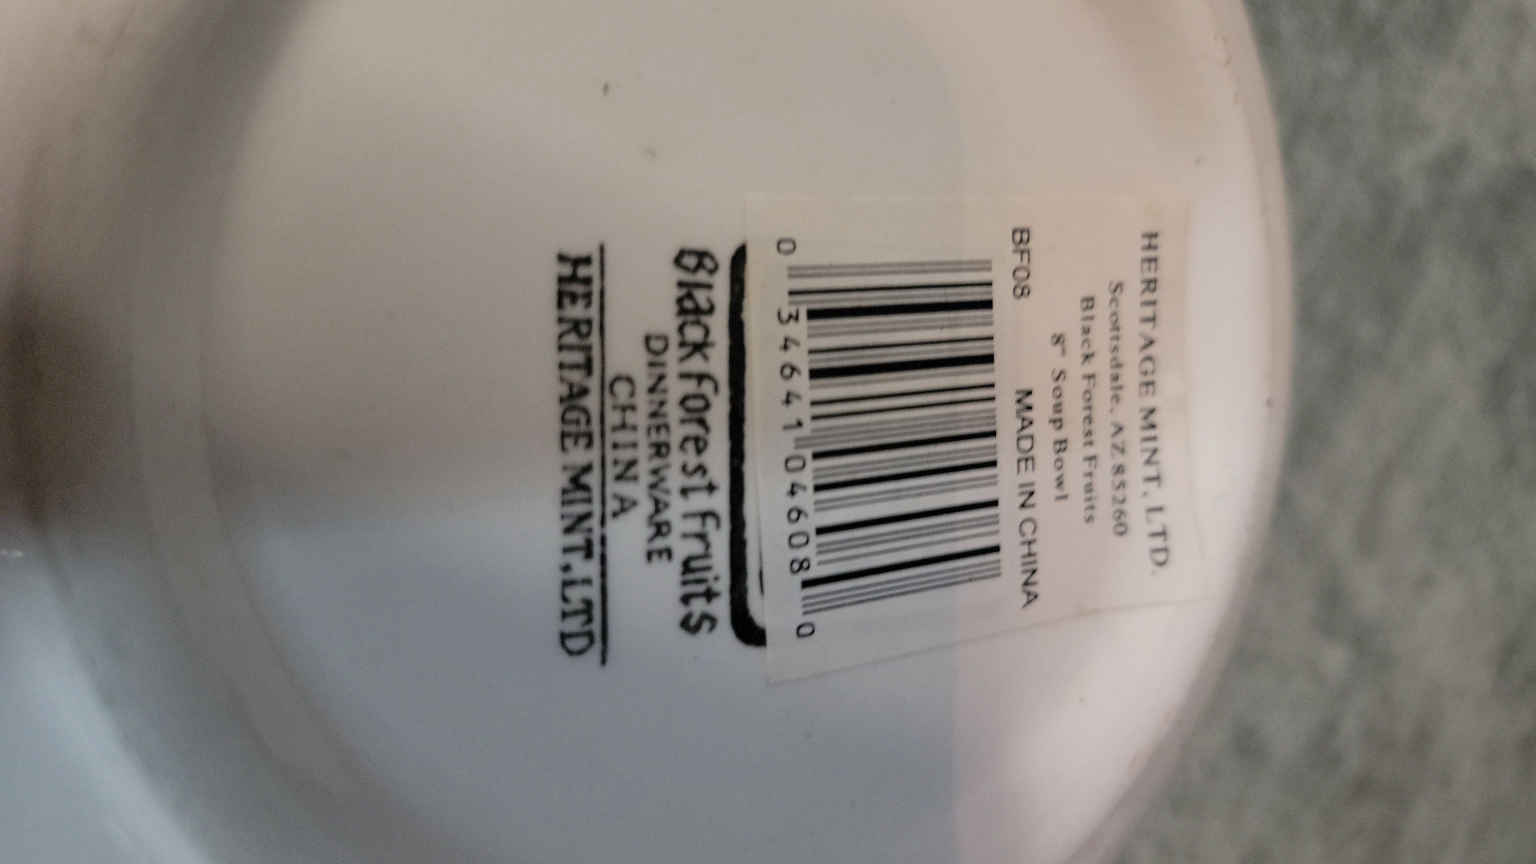 HERITAGE MINT, LTD.
Scottsdale, AZ 85260
Black Forest Fruits
8" Soup Bowl
BF08 MADE IN CHINA
0 34641 04608 0
Black Forest Fruits
DINNERWARE
CHINA
HERITAGE MINT, LTD